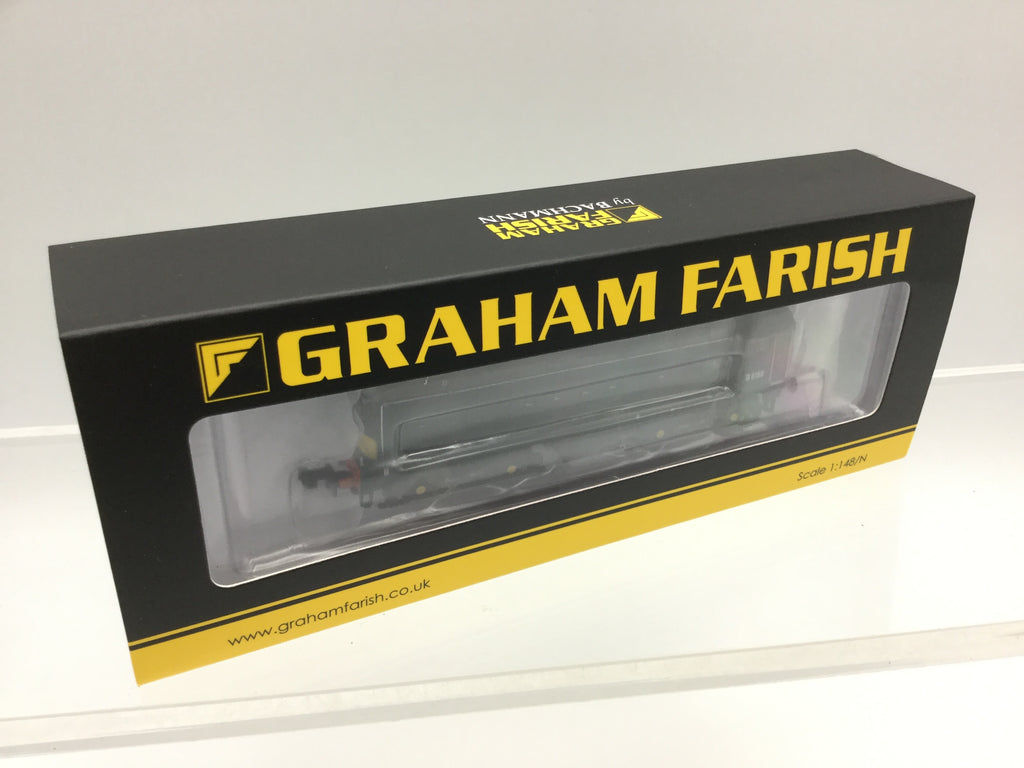 GRAHAM
FARISH
by BACHMANN
GRAHAM FARISH
Scale 1:148/N
www.grahamfarish.co.uk